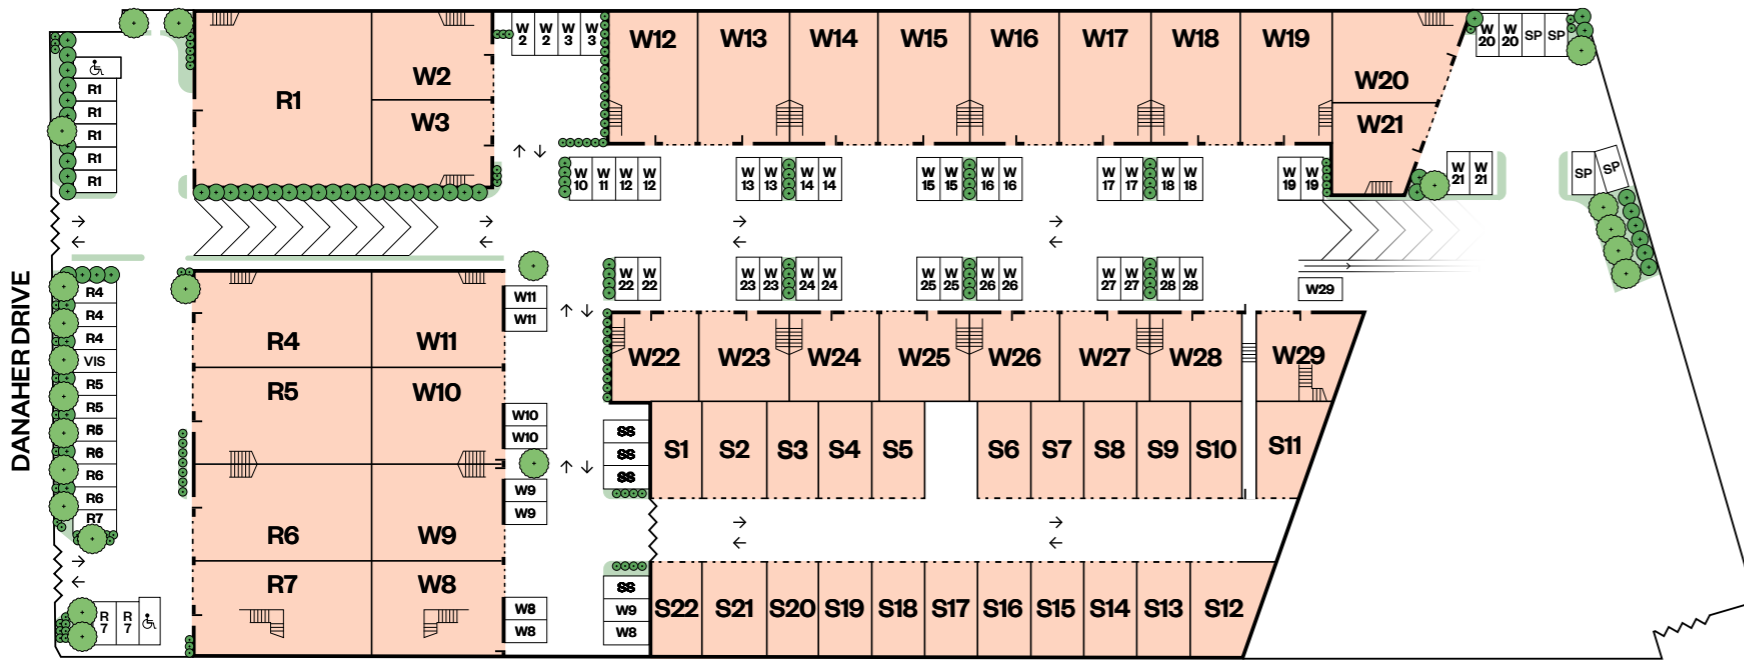 DANAHER DRIVE
R1
R1
R1
R1
R1
R1
W2
W3
W
2
W
2
W
3
W
3
W12
W13
W14
W15
W16
W17
W18
W19
W20
W21
W
20
W
20
SP
SP
W
10
W
11
W
12
W
12
W
13
W
13
W
14
W
14
W
15
W
15
W
16
W
16
W
17
W
17
W
18
W
18
W
19
W
19
W
21
W
21
SP
SP
W
22
W
22
W
23
W
23
W
24
W
24
W
25
W
25
W
26
W
26
W
27
W
27
W
28
W
28
W29
R4
R4
R4
VIS
R5
R5
R5
R6
R6
R6
R7
R
7
R
7
R4
W11
R5
W10
R6
W9
R7
W8
W11
W11
W10
W10
W9
W9
W8
W8
W22
W23
W24
W25
W26
W27
W28
W29
SS
SS
SS
S1
S2
S3
S4
S5
S6
S7
S8
S9
S10
S11
SS
W9
W8
S22
S21
S20
S19
S18
S17
S16
S15
S14
S13
S12